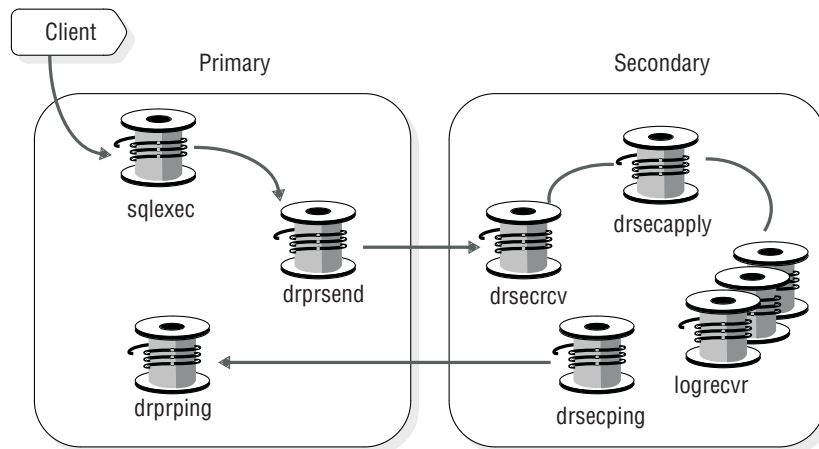 Client
Primary
Secondary
sqlexec
drprsend
drsecrcv
drsecapply
logrecvr
drprping
drsecping